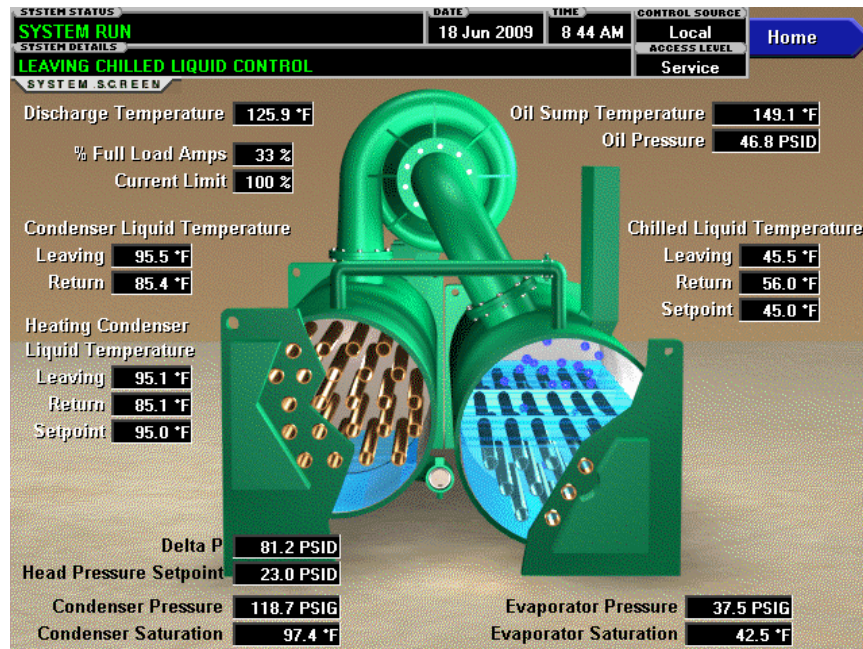 SYSTEM STATUS
SYSTEM RUN
DATE
18 Jun 2009
TIME
8 44 AM
CONTROL SOURCE
Local
Home
SYSTEM DETAILS
LEAVING CHILLED LIQUID CONTROL
ACCESS LEVEL
Service
SYSTEM SCREEN
Discharge Temperature 125.9 °F
Oil Sump Temperature 149.1 °F
Oil Pressure 46.8 PSID
% Full Load Amps 33 %
Current Limit 100 %
Condenser Liquid Temperature
Leaving 95.5 °F
Return 85.4 °F
Chilled Liquid Temperature
Leaving 45.5 °F
Return 56.0 °F
Setpoint 45.0 °F
Heating Condenser
Liquid Temperature
Leaving 95.1 °F
Return 85.1 °F
Setpoint 95.0 °F
Delta P 81.2 PSID
Head Pressure Setpoint 23.0 PSID
Condenser Pressure 118.7 PSIG
Condenser Saturation 97.4 °F
Evaporator Pressure 37.5 PSIG
Evaporator Saturation 42.5 °F